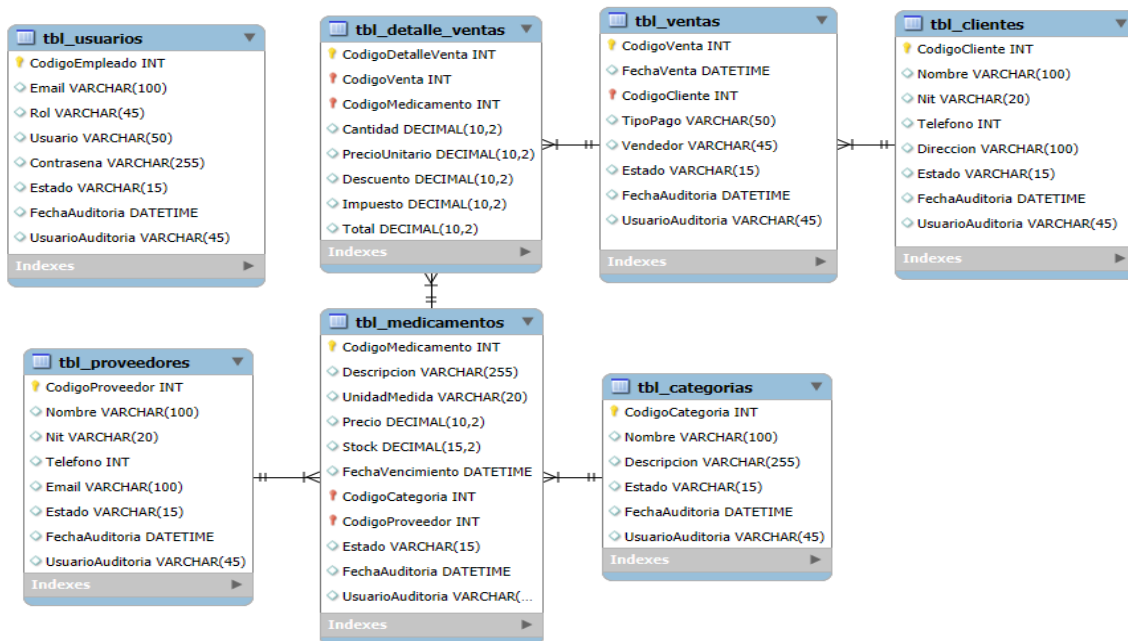 tbl_usuarios
CodigoEmpleado INT
Email VARCHAR(100)
Rol VARCHAR(45)
Usuario VARCHAR(50)
Contrasena VARCHAR(255)
Estado VARCHAR(15)
FechaAuditoria DATETIME
UsuarioAuditoria VARCHAR(45)
Indexes
tbl_detalle_ventas
CodigoDetalleVenta INT
CodigoVenta INT
CodigoMedicamento INT
Cantidad DECIMAL(10,2)
PrecioUnitario DECIMAL(10,2)
Descuento DECIMAL(10,2)
Impuesto DECIMAL(10,2)
Total DECIMAL(10,2)
Indexes
tbl_ventas
CodigoVenta INT
FechaVenta DATETIME
CodigoCliente INT
TipoPago VARCHAR(50)
Vendedor VARCHAR(45)
Estado VARCHAR(15)
FechaAuditoria DATETIME
UsuarioAuditoria VARCHAR(45)
Indexes
tbl_clientes
CodigoCliente INT
Nombre VARCHAR(100)
Nit VARCHAR(20)
Telefono INT
Direccion VARCHAR(100)
Estado VARCHAR(15)
FechaAuditoria DATETIME
UsuarioAuditoria VARCHAR(45)
Indexes
tbl_proveedores
CodigoProveedor INT
Nombre VARCHAR(100)
Nit VARCHAR(20)
Telefono INT
Email VARCHAR(100)
Estado VARCHAR(15)
FechaAuditoria DATETIME
UsuarioAuditoria VARCHAR(45)
Indexes
tbl_medicamentos
CodigoMedicamento INT
Descripcion VARCHAR(255)
UnidadMedida VARCHAR(20)
Precio DECIMAL(10,2)
Stock DECIMAL(15,2)
FechaVencimiento DATETIME
CodigoCategoria INT
CodigoProveedor INT
Estado VARCHAR(15)
FechaAuditoria DATETIME
UsuarioAuditoria VARCHAR(...
Indexes
tbl_categorias
CodigoCategoria INT
Nombre VARCHAR(100)
Descripcion VARCHAR(255)
Estado VARCHAR(15)
FechaAuditoria DATETIME
UsuarioAuditoria VARCHAR(45)
Indexes